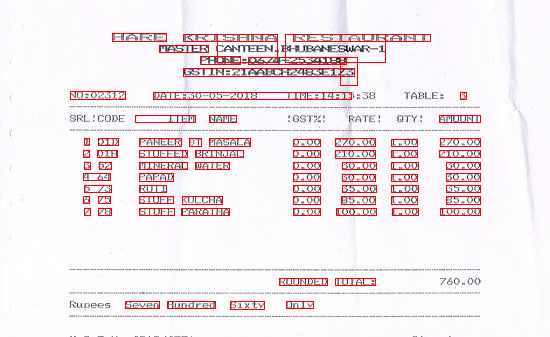 HARE KRISHNA RESTAURANT
MASTER CANTEEN.BHUBANESWAR-1
GSTIN:21AABCH2483E1Z3
NO:02312 DATE:30-05-2018 TIME:14:15:38 TABLE: 3
SRL!CODE ITEM NAME !GST%! RATE! QTY! AMOUNT
1 01D PANEER DT MASALA 0.00 270.00 1.00 270.00
2 01A STUFFED BRINJAL 0.00 210.00 1.00 210.00
3 62 MINERAL WATER 0.00 30.00 1.00 30.00
4 64 PAPAD 0.00 30.00 1.00 30.00
5 73 ROTI 0.00 35.00 1.00 35.00
6 75 STUFF KULCHA 0.00 85.00 1.00 85.00
7 78 STUFF PARATHA 0.00 100.00 1.00 100.00
ROUNDED TOTAL: 760.00
Rupees Seven Hundred Sixty Only